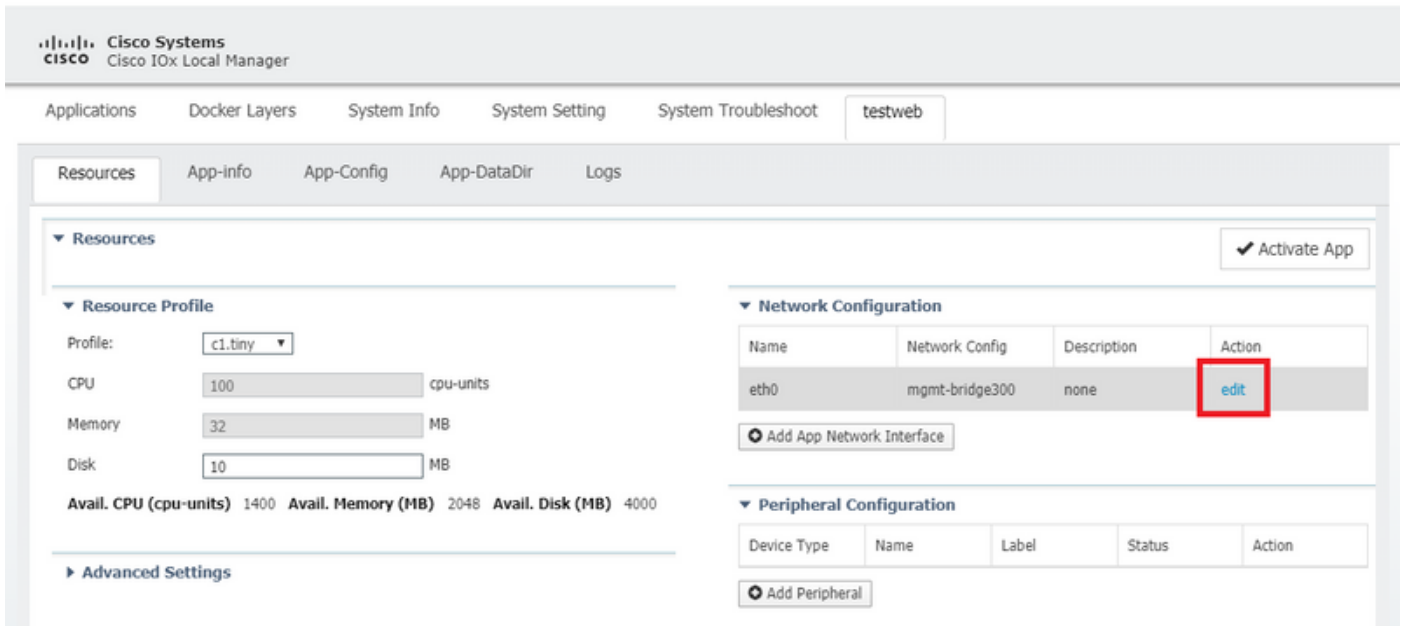 Cisco Systems
CISCO Cisco IOx Local Manager
Applications Docker Layers System Info System Setting System Troubleshoot testweb
Resources App-info App-Config App-DataDir Logs
Resources
Activate App
Resource Profile
Profile: c1.tiny
CPU 100 cpu-units
Memory 32 MB
Disk 10 MB
Avail. CPU (cpu-units) 1400 Avail. Memory (MB) 2048 Avail. Disk (MB) 4000
Advanced Settings
Network Configuration
Name Network Config Description Action
eth0 mgmt-bridge300 none edit
Add App Network Interface
Peripheral Configuration
Device Type Name Label Status Action
Add Peripheral